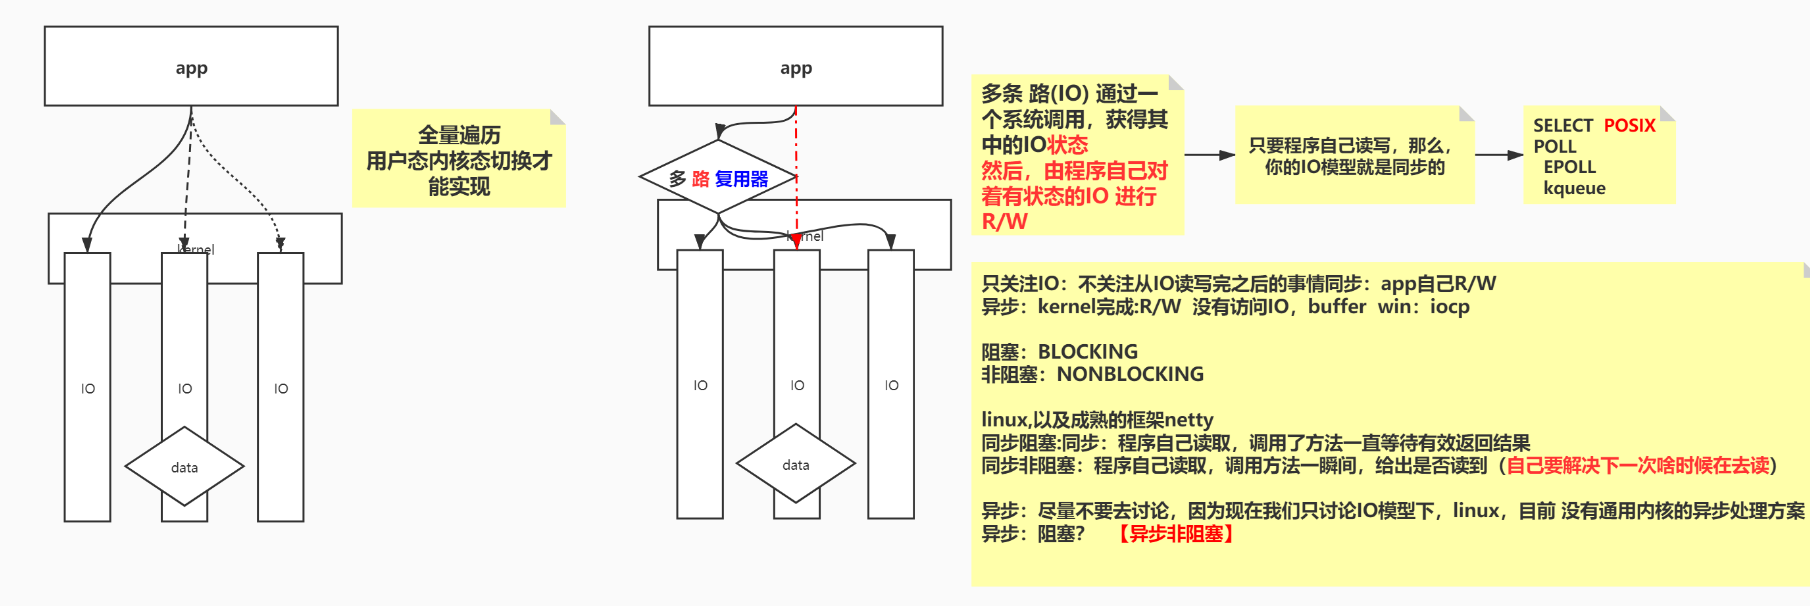 app
全量遍历
用户态内核态切换才
能实现
kernel
IO
IO
IO
data
app
多 路 复用器
kernel
IO
IO
IO
data
多条 路(IO) 通过一
个系统调用，获得其
中的IO状态
然后，由程序自己对
着有状态的IO 进行
R/W
只要程序自己读写，那么，
你的IO模型就是同步的
SELECT POSIX
POLL
EPOLL
kqueue
只关注IO：不关注从IO读写完之后的事情同步：app自己R/W
异步：kernel完成:R/W 没有访问IO，buffer win：iocp
阻塞：BLOCKING
非阻塞：NONBLOCKING
linux,以及成熟的框架netty
同步阻塞:同步：程序自己读取，调用了方法一直等待有效返回结果
同步非阻塞：程序自己读取，调用方法一瞬间，给出是否读到（自己要解决下一次啥时候在去读）
异步：尽量不要去讨论，因为现在我们只讨论IO模型下，linux，目前 没有通用内核的异步处理方案
异步：阻塞？ 【异步非阻塞】